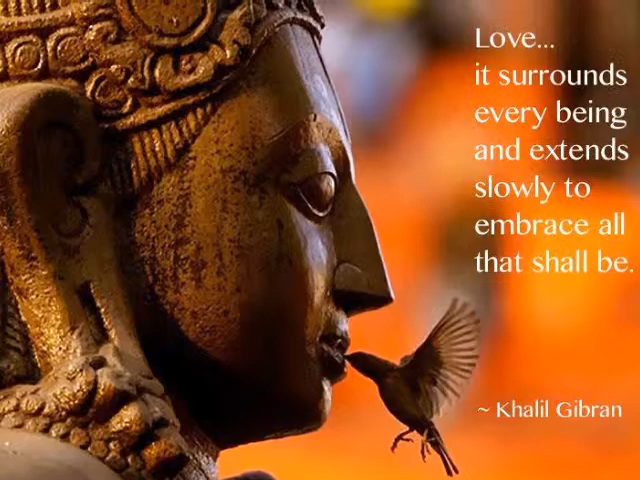 Love...
it surrounds
every being
and extends
slowly to
embrace all
that shall be.
~ Khalil Gibran